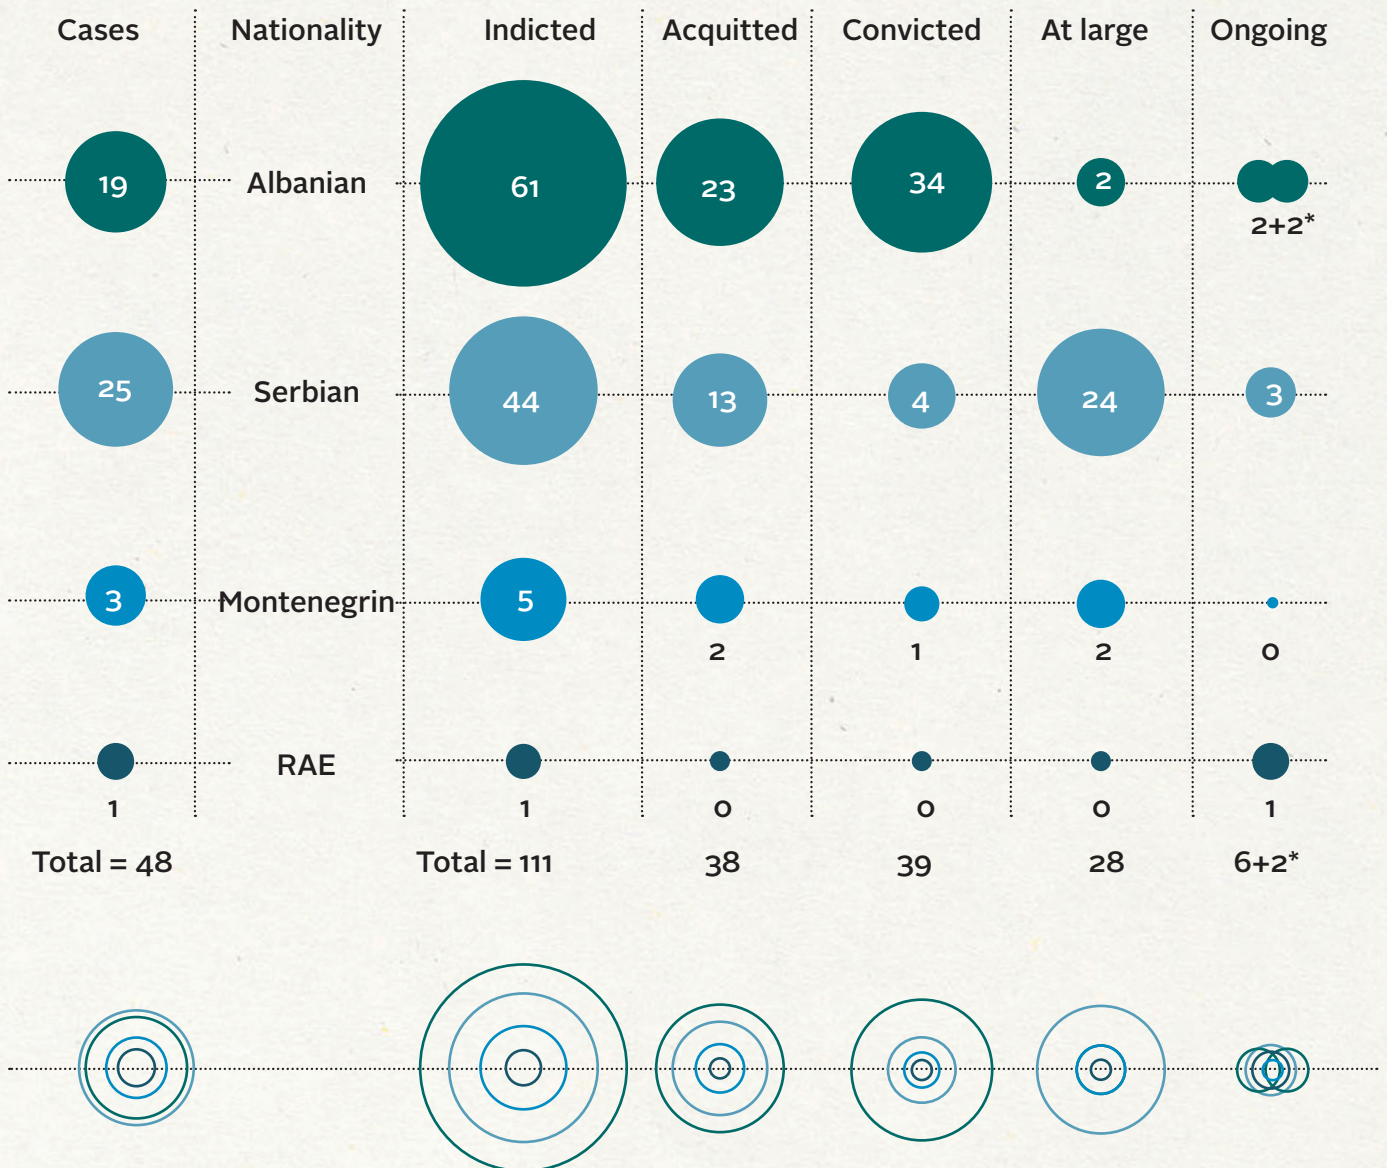 Cases Nationality Indicted Acquitted Convicted At large Ongoing
19 Albanian 61 23 34 2
2+2*
25 Serbian 44 13 4 24 3
3 Montenegrin 5
2 1 2 0
RAE
1 1 0 0 0 1
Total = 48 Total = 111 38 39 28 6+2*